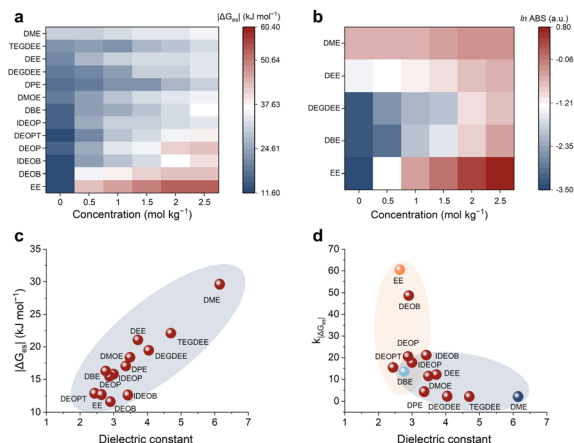 a
|ΔG_es| (kJ mol⁻¹)
DME
TEGDEE
DEE
DEGDEE
DPE
DMOE
DBE
IDEOP
DEOPT
DEOP
IDEOB
DEOB
EE
60.40
50.63
37.63
24.61
11.60
0 0.5 1 1.5 2 2.5
Concentration (mol kg⁻¹)
b
ln ABS (a.u.)
DME
DEE
DEGDEE
DBE
EE
0.80
-0.06
-1.21
-2.35
-3.50
0 0.5 1 1.5 2 2.5
Concentration (mol kg⁻¹)
c
|ΔG_es| (kJ mol⁻¹)
35
30
25
20
15
10
DME
DEE
TEGDEE
DMOE
DEGDEE
DBE
DPE
IDEOP
DEOP
DEOPT
EE
IDEOB
DEOB
1 2 3 4 5 6 7
Dielectric constant
d
k|ΔG_es|
70
60
50
40
30
20
10
0
EE
DEOB
DEOP
IDEOB
DEOPT
IDEOP
DBE
DEE
DMOE
DPE
DEGDEE
TEGDEE
DME
1 2 3 4 5 6 7
Dielectric constant